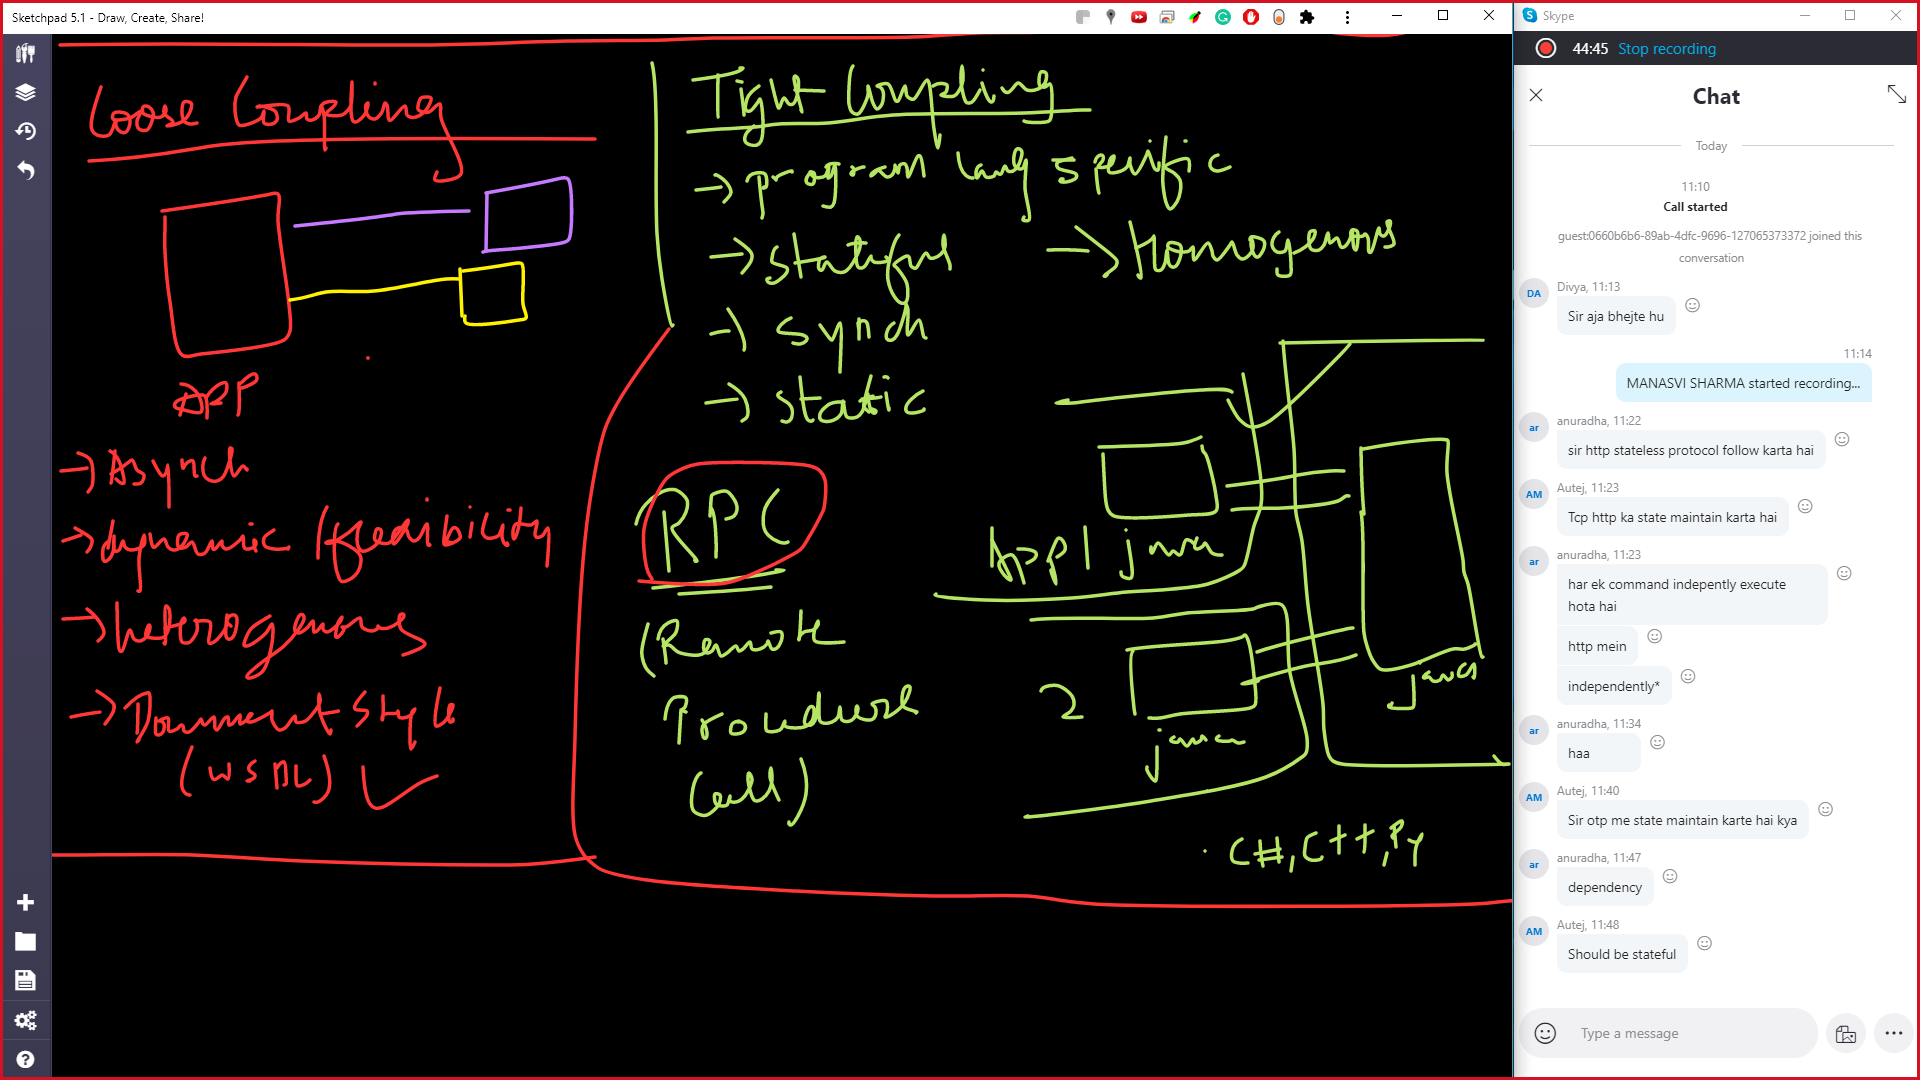 Sketchpad 5.1 - Draw, Create, Share!
Loose Coupling
APP
→ Asynch
→ dynamic / flexibility
→ heterogenous
→ Document Style
(WSDL)
Tight Coupling
→ program lang specific
→ stateful
→ Homogenous
→ synch
→ static
RPC
(Remote
Procedure
Call)
App 1 java
2
java
java
C#, C++, Py
Skype
44:45 Stop recording
Chat
Today
11:10
Call started
guest:0660b6b6-89ab-4dfc-9696-127065373372 joined this
conversation
DA
Divya, 11:13
Sir aja bhejte hu
11:14
MANASVI SHARMA started recording...
ar
anuradha, 11:22
sir http stateless protocol follow karta hai
AM
Autej, 11:23
Tcp http ka state maintain karta hai
ar
anuradha, 11:23
har ek command indepently execute
hota hai
http mein
independently*
ar
anuradha, 11:34
haa
AM
Autej, 11:40
Sir otp me state maintain karte hai kya
ar
anuradha, 11:47
dependency
AM
Autej, 11:48
Should be stateful
Type a message